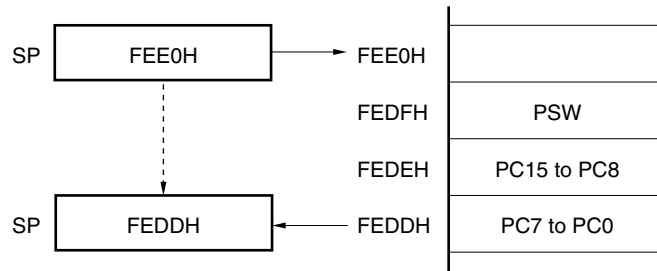 SP FEE0H FEE0H
FEDFH PSW
FEDEH PC15 to PC8
SP FEDDH FEDDH PC7 to PC0